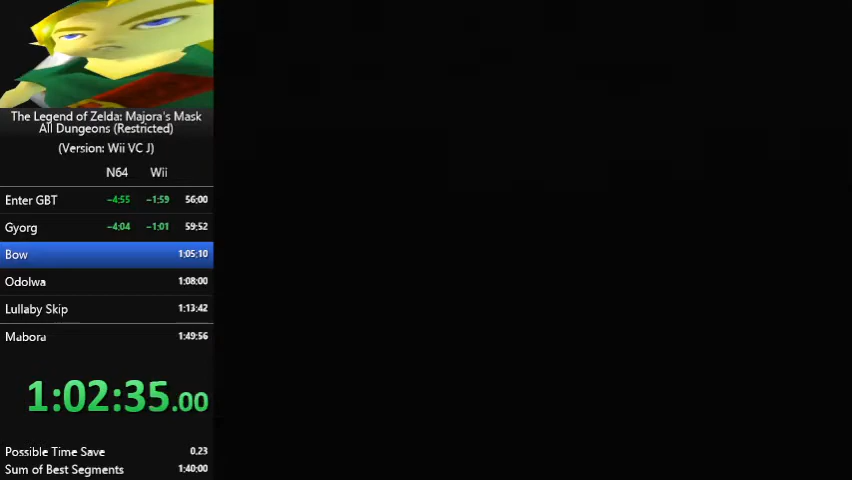 The Legend of Zelda: Majora's Mask
All Dungeons (Restricted)
(Version: Wii VC J)
N64 Wii
Enter GBT −4:55 −1:59 56:00
Gyorg −4:04 −1:01 59:52
Bow 1:05:10
Odolwa 1:08:00
Lullaby Skip 1:13:42
Mabora 1:49:56
1:02:35.00
Possible Time Save 0.23
Sum of Best Segments 1:40:00